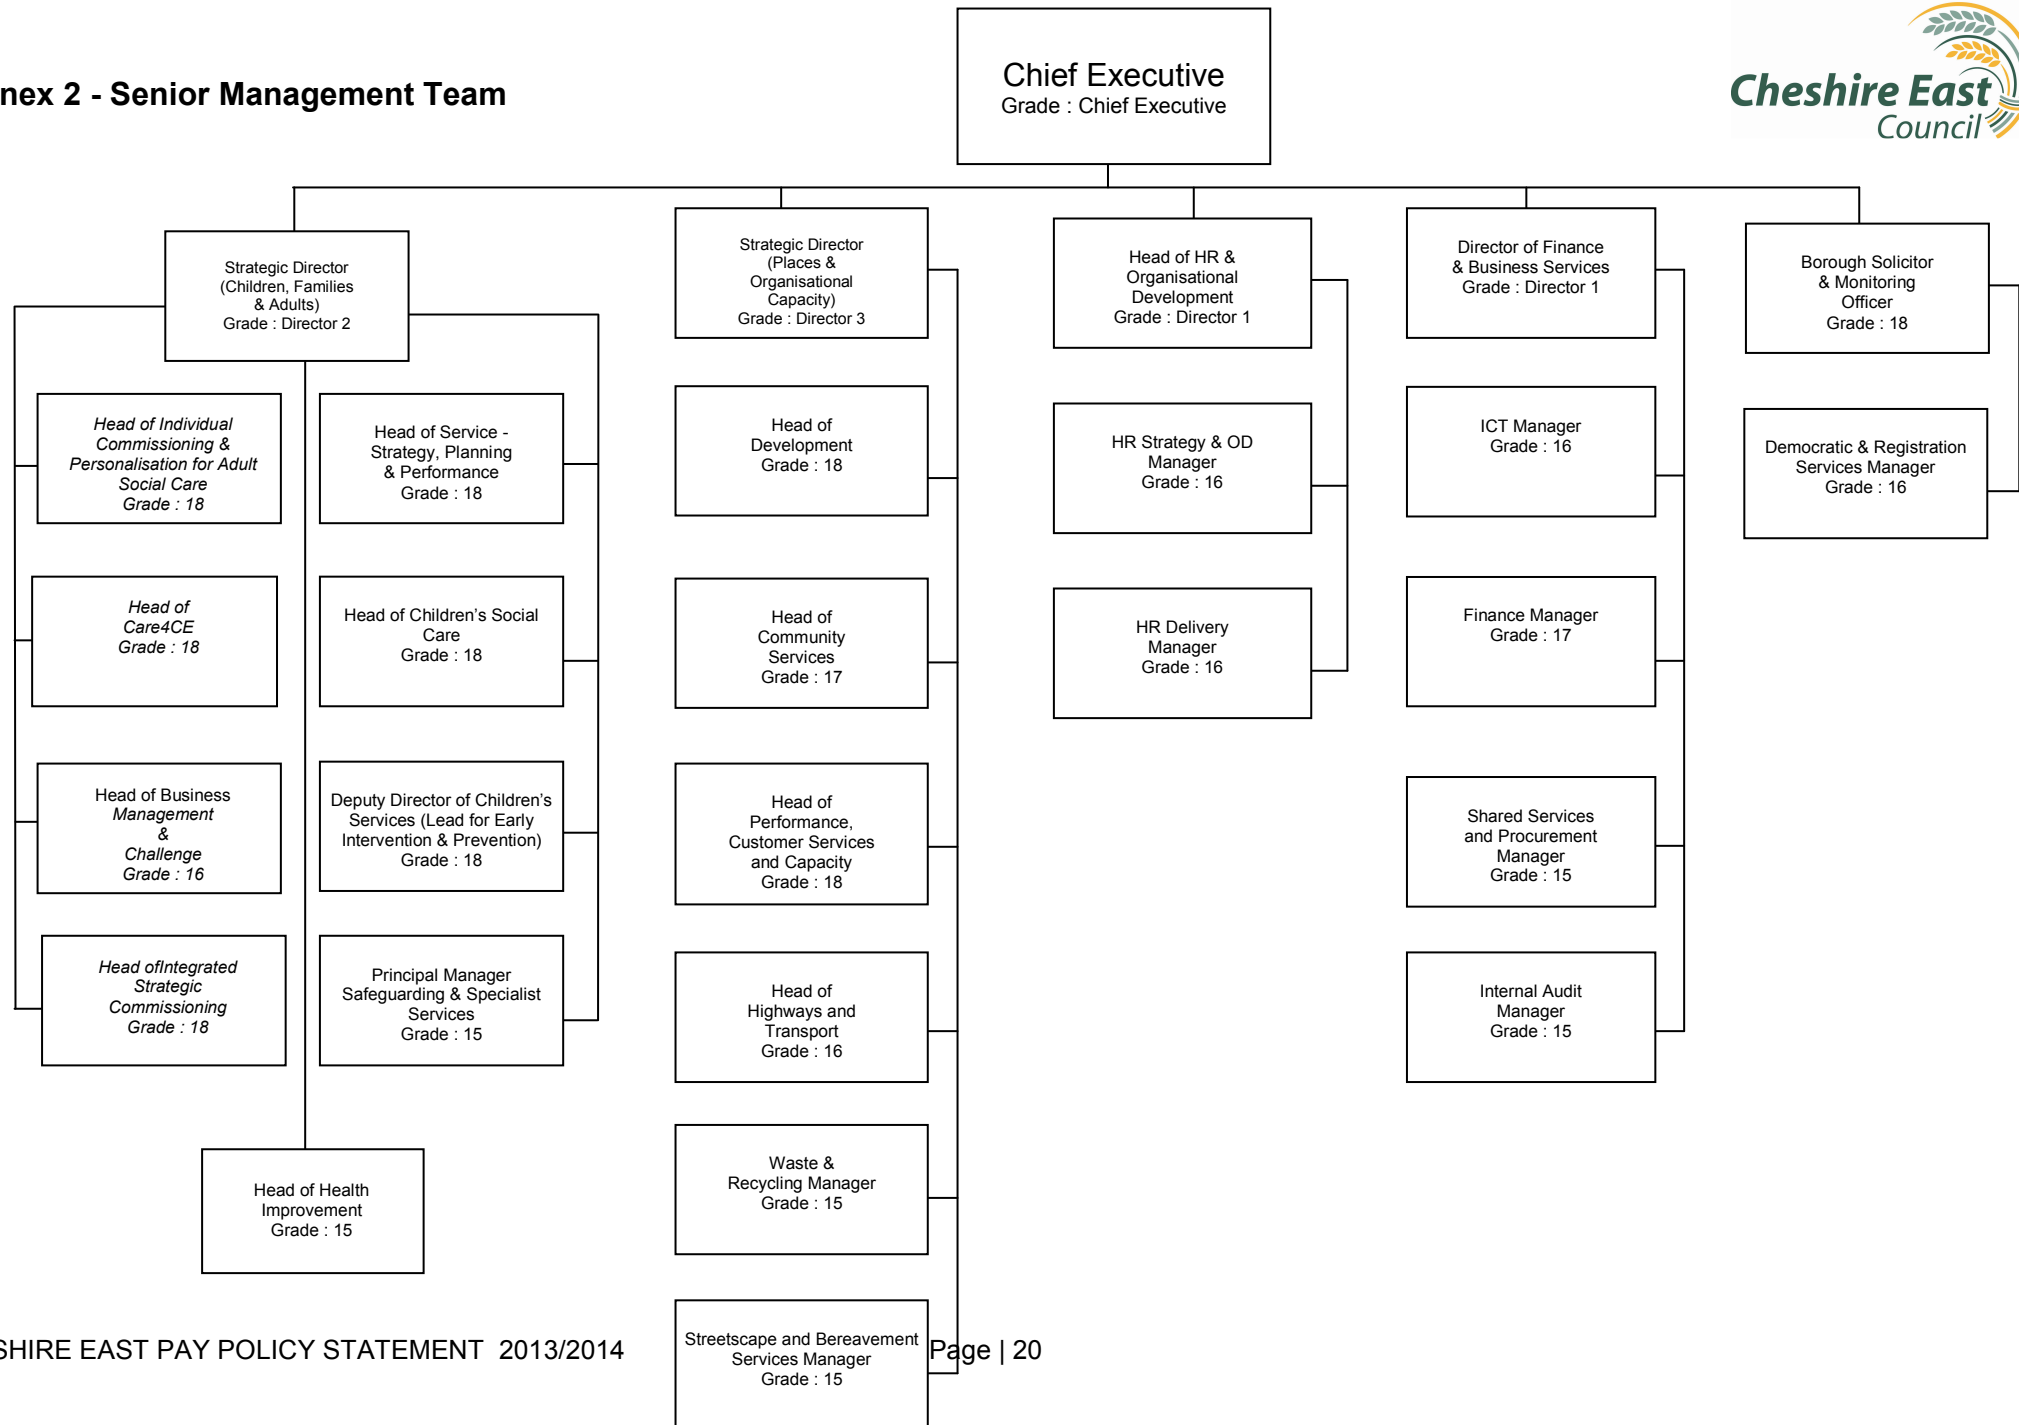 nex 2 - Senior Management Team
Chief Executive
Grade : Chief Executive
Cheshire East
Council
Strategic Director
(Children, Families
& Adults)
Grade : Director 2
Strategic Director
(Places &
Organisational
Capacity)
Grade : Director 3
Head of HR &
Organisational
Development
Grade : Director 1
Director of Finance
& Business Services
Grade : Director 1
Borough Solicitor
& Monitoring
Officer
Grade : 18
Head of Individual
Commissioning &
Personalisation for Adult
Social Care
Grade : 18
Head of Service -
Strategy, Planning
& Performance
Grade : 18
Head of
Development
Grade : 18
HR Strategy & OD
Manager
Grade : 16
ICT Manager
Grade : 16
Democratic & Registration
Services Manager
Grade : 16
Head of
Care4CE
Grade : 18
Head of Children’s Social
Care
Grade : 18
Head of
Community
Services
Grade : 17
HR Delivery
Manager
Grade : 16
Finance Manager
Grade : 17
Head of Business
Management
&
Challenge
Grade : 16
Deputy Director of Children’s
Services (Lead for Early
Intervention & Prevention)
Grade : 18
Head of
Performance,
Customer Services
and Capacity
Grade : 18
Shared Services
and Procurement
Manager
Grade : 15
Head ofIntegrated
Strategic
Commissioning
Grade : 18
Principal Manager
Safeguarding & Specialist
Services
Grade : 15
Head of
Highways and
Transport
Grade : 16
Internal Audit
Manager
Grade : 15
Head of Health
Improvement
Grade : 15
Waste &
Recycling Manager
Grade : 15
Streetscape and Bereavement
Services Manager
Grade : 15
SHIRE EAST PAY POLICY STATEMENT 2013/2014
Page | 20